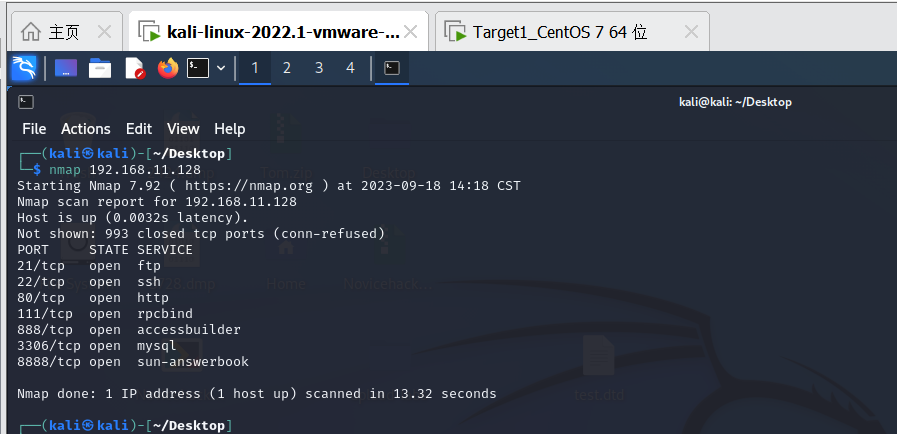 主页
kali-linux-2022.1-vmware-...
Target1_CentOS 7 64 位
1 2 3 4
kali@kali: ~/Desktop
File Actions Edit View Help
┌──(kali㉿kali)-[~/Desktop]
└─$ nmap 192.168.11.128
Starting Nmap 7.92 ( https://nmap.org ) at 2023-09-18 14:18 CST
Nmap scan report for 192.168.11.128
Host is up (0.0032s latency).
Not shown: 993 closed tcp ports (conn-refused)
PORT     STATE SERVICE
21/tcp   open  ftp
22/tcp   open  ssh
80/tcp   open  http
111/tcp  open  rpcbind
888/tcp  open  accessbuilder
3306/tcp open  mysql
8888/tcp open  sun-answerbook
Nmap done: 1 IP address (1 host up) scanned in 13.32 seconds
┌──(kali㉿kali)-[~/Desktop]
Home
test.dtd